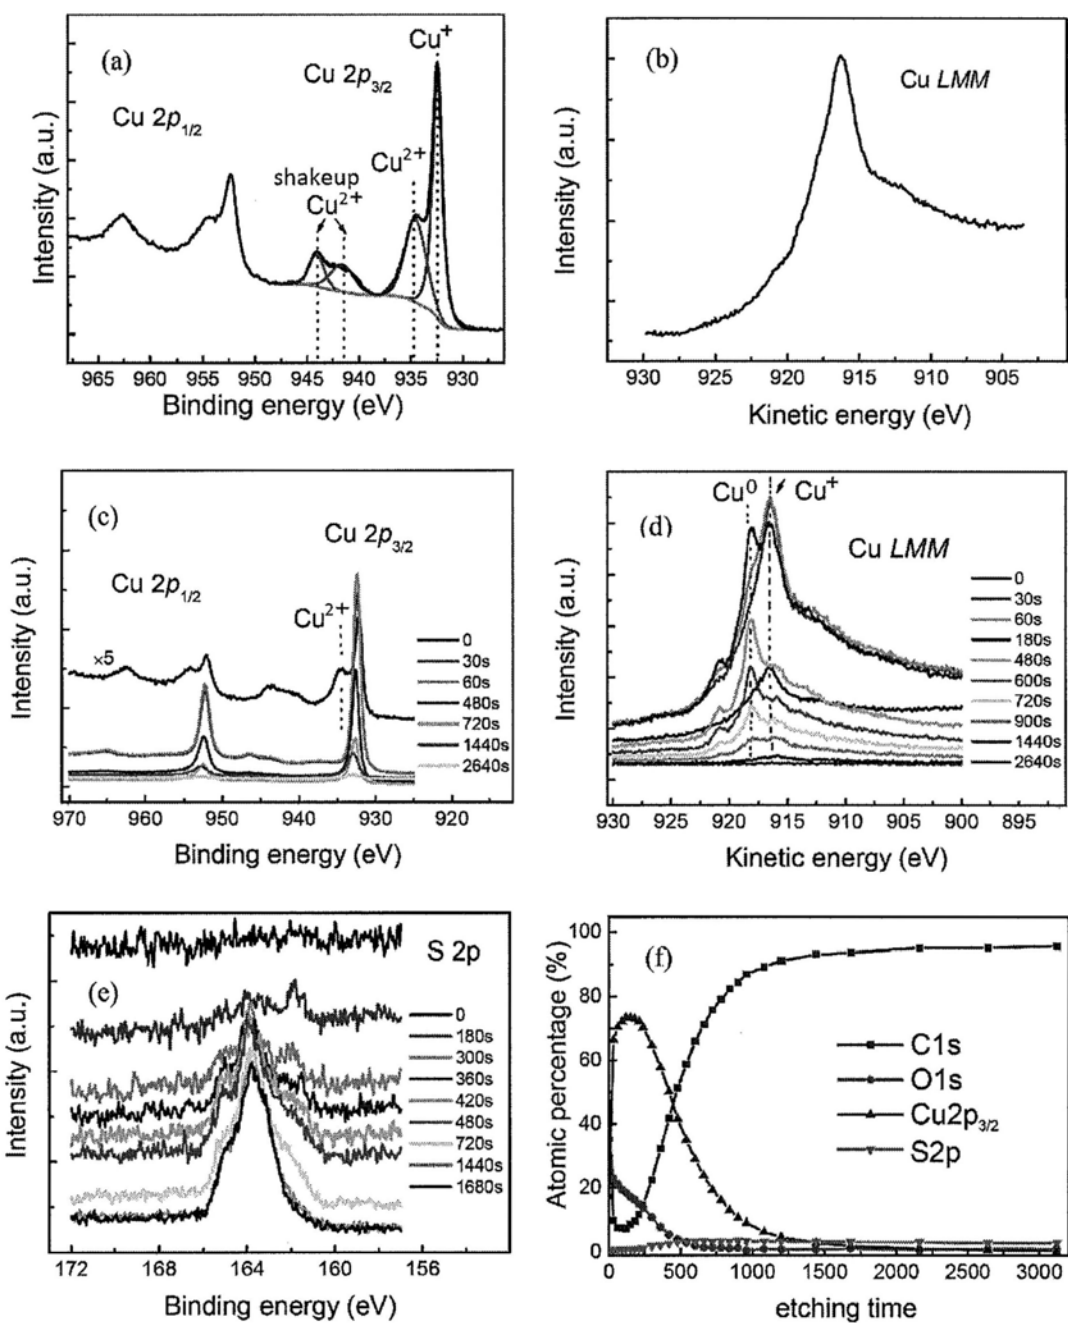 (a)
Cu 2p1/2
Cu 2p3/2
Cu+
Cu2+
shakeup
Cu2+
Intensity (a.u.)
965 960 955 950 945 940 935 930
Binding energy (eV)
(b)
Cu LMM
Intensity (a.u.)
930 925 920 915 910 905
Kinetic energy (eV)
(c)
Cu 2p1/2
Cu 2p3/2
Cu2+
×5
0
30s
60s
480s
720s
1440s
2640s
Intensity (a.u.)
970 960 950 940 930 920
Binding energy (eV)
(d)
Cu0
Cu+
Cu LMM
0
30s
60s
180s
480s
600s
720s
900s
1440s
2640s
Intensity (a.u.)
930 925 920 915 910 905 900 895
Kinetic energy (eV)
(e)
S 2p
0
180s
300s
360s
420s
480s
720s
1440s
1680s
Intensity (a.u.)
172 168 164 160 156
Binding energy (eV)
(f)
100
80
60
40
20
0
C1s
O1s
Cu2p3/2
S2p
Atomic percentage (%)
0 500 1000 1500 2000 2500 3000
etching time